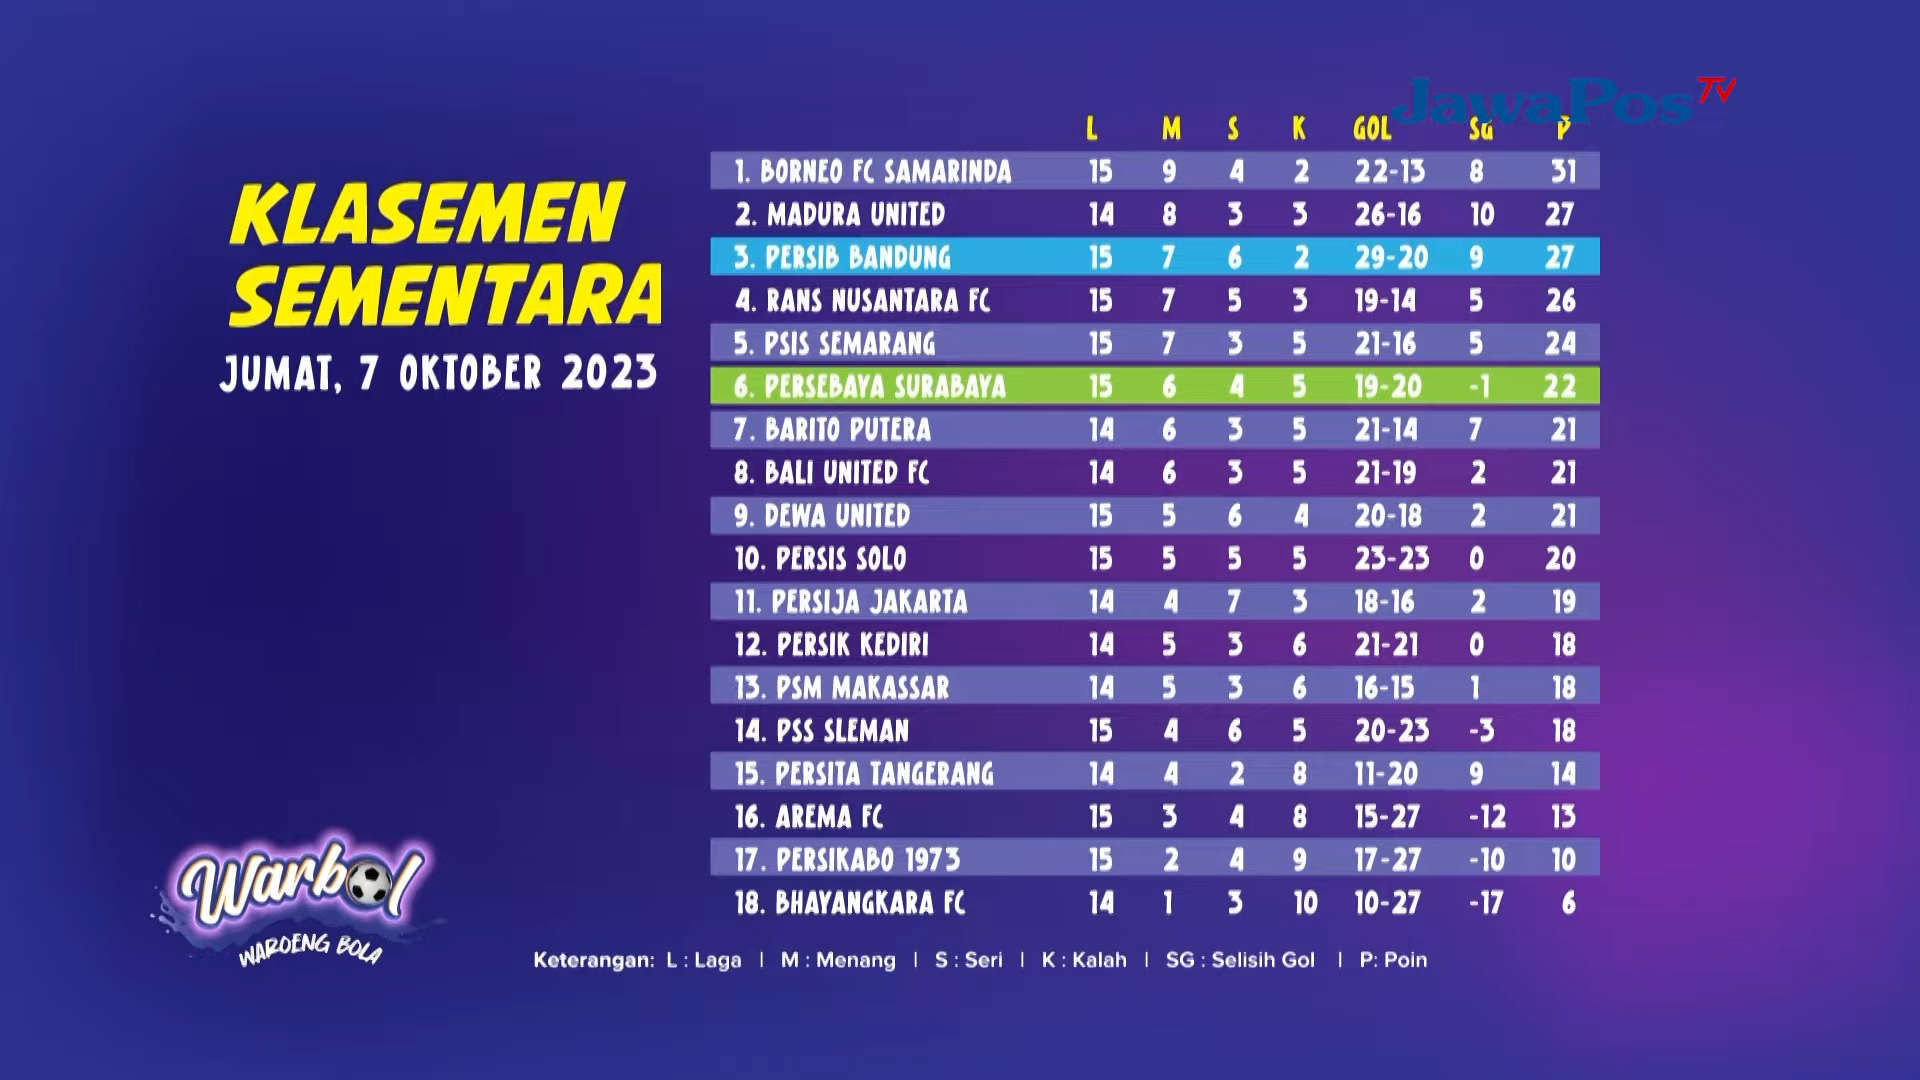 JawaPos TV
L M S K GOL SG P
KLASEMEN
SEMENTARA
JUMAT, 7 OKTOBER 2023
1. BORNEO FC SAMARINDA 15 9 4 2 22-13 8 31
2. MADURA UNITED 14 8 3 3 26-16 10 27
3. PERSIB BANDUNG 15 7 6 2 29-20 9 27
4. RANS NUSANTARA FC 15 7 5 3 19-14 5 26
5. PSIS SEMARANG 15 7 3 5 21-16 5 24
6. PERSEBAYA SURABAYA 15 6 4 5 19-20 -1 22
7. BARITO PUTERA 14 6 3 5 21-14 7 21
8. BALI UNITED FC 14 6 3 5 21-19 2 21
9. DEWA UNITED 15 5 6 4 20-18 2 21
10. PERSIS SOLO 15 5 5 5 23-23 0 20
11. PERSIJA JAKARTA 14 4 7 3 18-16 2 19
12. PERSIK KEDIRI 14 5 3 6 21-21 0 18
13. PSM MAKASSAR 14 5 3 6 16-15 1 18
14. PSS SLEMAN 15 4 6 5 20-23 -3 18
15. PERSITA TANGERANG 14 4 2 8 11-20 9 14
16. AREMA FC 15 3 4 8 15-27 -12 13
17. PERSIKABO 1973 15 2 4 9 17-27 -10 10
18. BHAYANGKARA FC 14 1 3 10 10-27 -17 6
Warbol
WAROENG BOLA
Keterangan: L : Laga | M : Menang | S : Seri | K : Kalah | SG : Selisih Gol | P: Poin